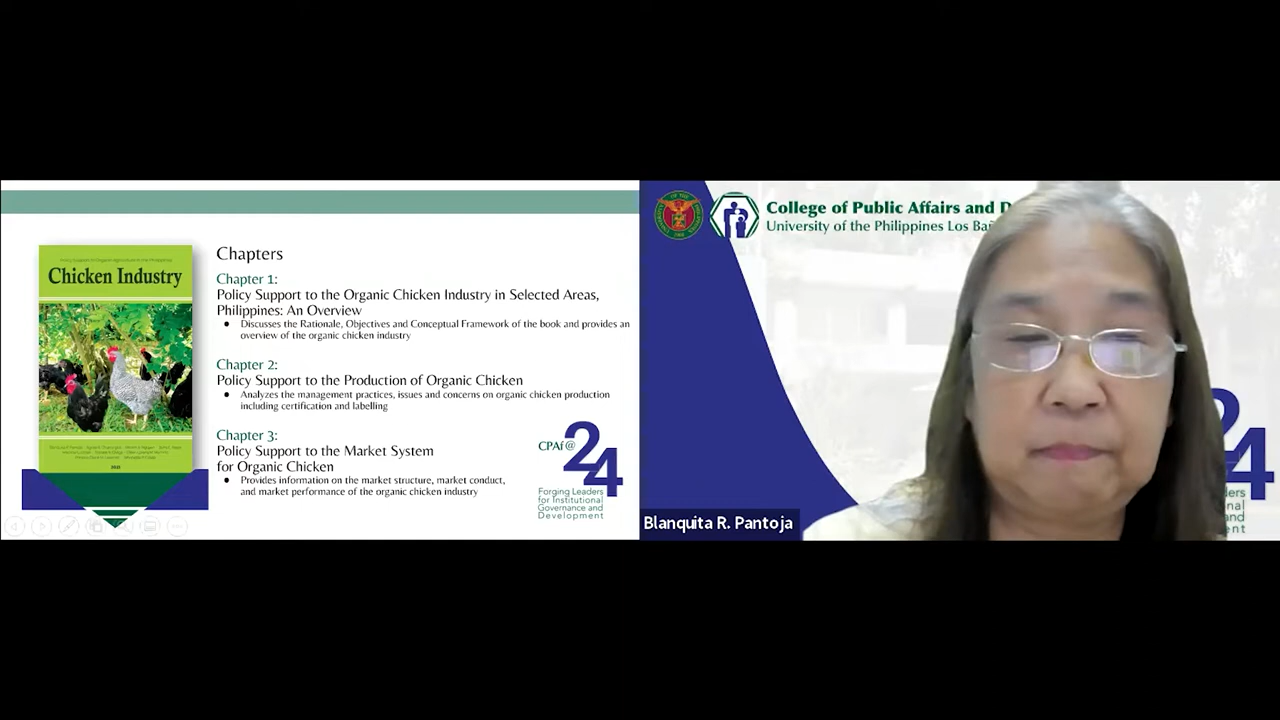 Chicken Industry
2021
Chapters
Chapter 1:
Policy Support to the Organic Chicken Industry in Selected Areas,
Philippines: An Overview
● Discusses the Rationale, Objectives and Conceptual Framework of the book and provides an
overview of the organic chicken industry
Chapter 2:
Policy Support to the Production of Organic Chicken
● Analyzes the management practices, issues and concerns on organic chicken production
including certification and labelling
Chapter 3:
Policy Support to the Market System
for Organic Chicken
● Provides information on the market structure, market conduct,
and market performance of the organic chicken industry
CPAf@
24
Forging Leaders
for Institutional
Governance and
Development
College of Public Affairs and D
University of the Philippines Los Ba
Blanquita R. Pantoja